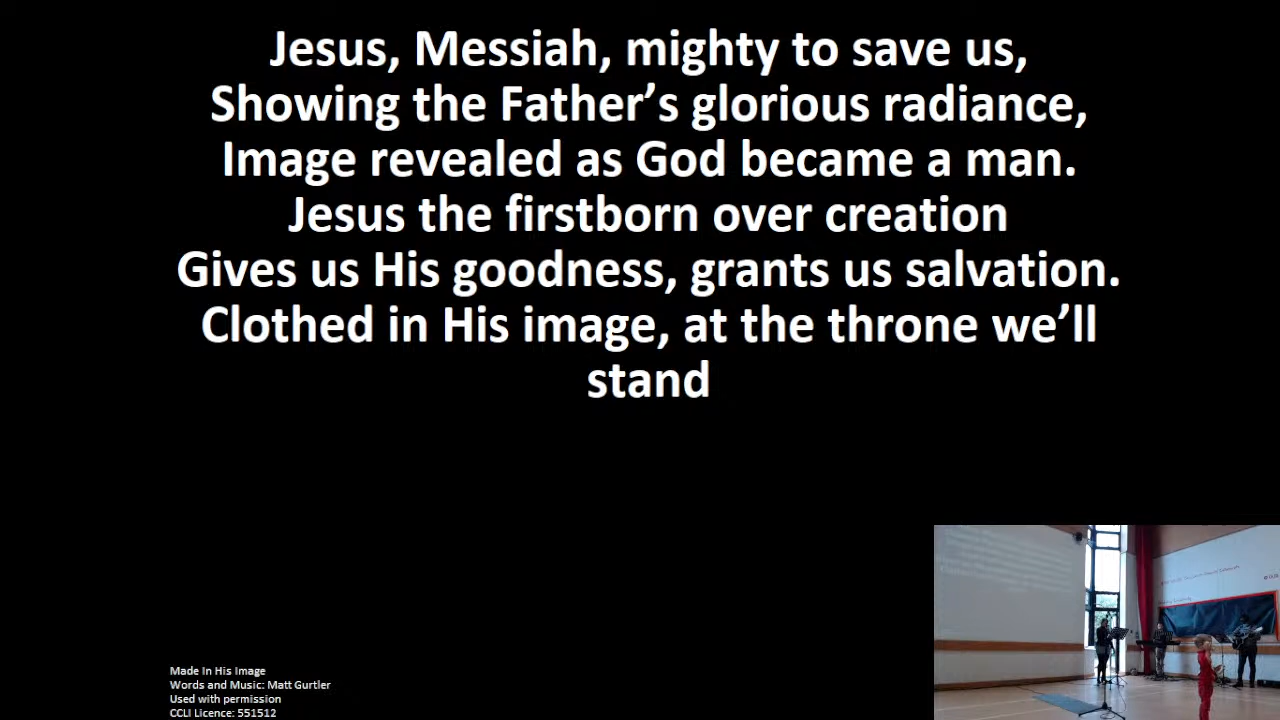 Jesus, Messiah, mighty to save us,
Showing the Father’s glorious radiance,
Image revealed as God became a man.
Jesus the firstborn over creation
Gives us His goodness, grants us salvation.
Clothed in His image, at the throne we’ll
stand
Made In His Image
Words and Music: Matt Gurtler
Used with permission
CCLI Licence: 551512